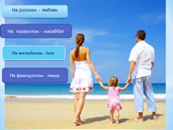 На русском - любовь
На казахском - махаббат
На английском - love
На французском -